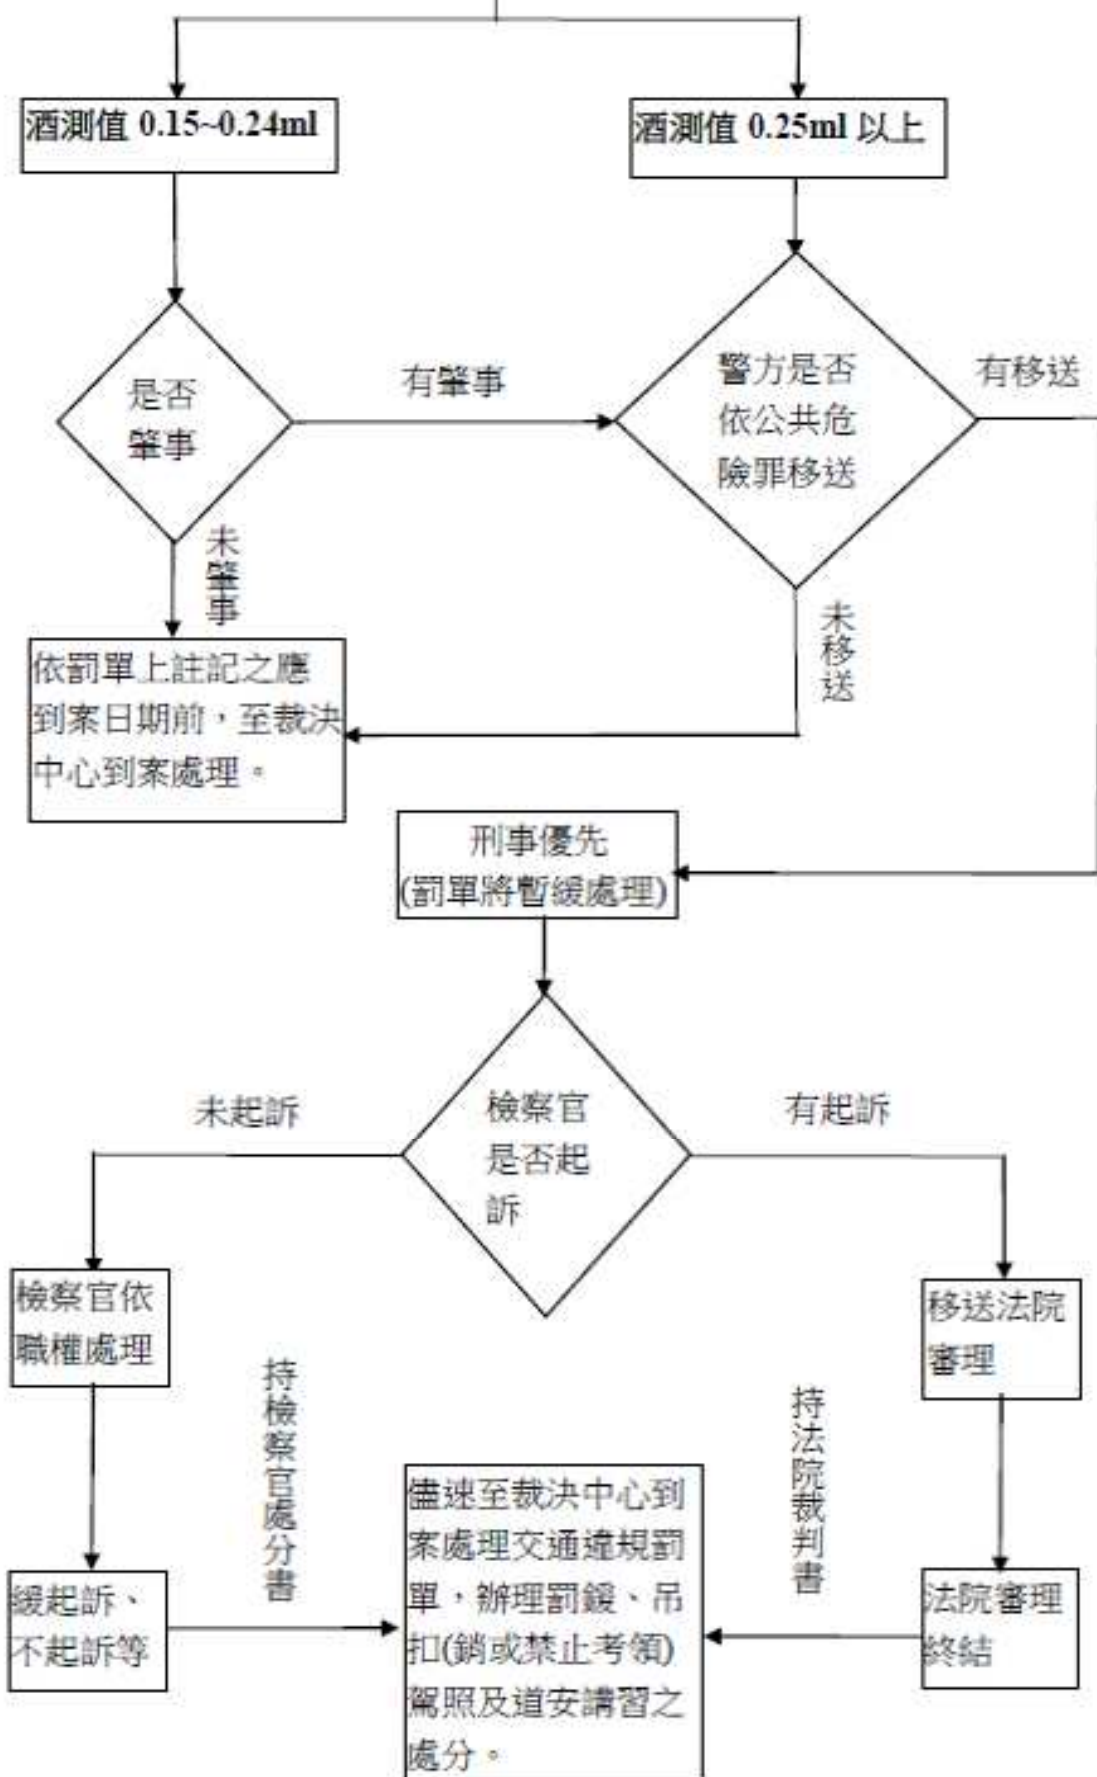 酒測值 0.15~0.24ml
酒測值 0.25ml 以上
是否
肇事
有肇事
警方是否
依公共危
險罪移送
有移送
未肇事
未移送
依罰單上註記之應
到案日期前，至裁決
中心到案處理。
刑事優先
(罰單將暫緩處理)
未起訴
檢察官
是否起
訴
有起訴
檢察官依
職權處理
移送法院
審理
持檢察官處分書
持法院裁判書
緩起訴、
不起訴等
儘速至裁決中心到
案處理交通違規罰
單，辦理罰鍰、吊
扣(銷或禁止考領)
駕照及道安講習之
處分。
法院審理
終結